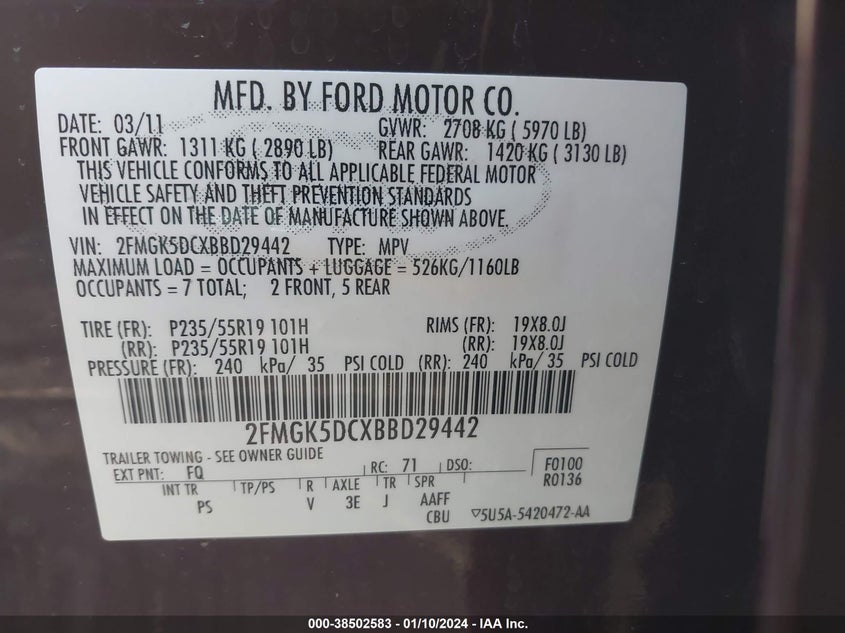 MFD. BY FORD MOTOR CO.
DATE: 03/11 GVWR: 2708 KG ( 5970 LB)
FRONT GAWR: 1311 KG ( 2890 LB) REAR GAWR: 1420 KG ( 3130 LB)
THIS VEHICLE CONFORMS TO ALL APPLICABLE FEDERAL MOTOR
VEHICLE SAFETY AND THEFT PREVENTION STANDARDS
IN EFFECT ON THE DATE OF MANUFACTURE SHOWN ABOVE.
VIN: 2FMGK5DCXBBD29442 TYPE: MPV
MAXIMUM LOAD = OCCUPANTS + LUGGAGE = 526KG/1160LB
OCCUPANTS = 7 TOTAL; 2 FRONT, 5 REAR
TIRE (FR): P235/55R19 101H RIMS (FR): 19X8.0J
(RR): P235/55R19 101H (RR): 19X8.0J
PRESSURE (FR): 240 kPa/ 35 PSI COLD (RR): 240 kPa/ 35 PSI COLD
2FMGK5DCXBBD29442
TRAILER TOWING - SEE OWNER GUIDE
EXT PNT: FQ RC: 71 DSO: F0100
R0136
INT TR TP/PS R AXLE TR SPR
PS V 3E J AAFF
CBU ▽5U5A-5420472-AA
000-38502583 - 01/10/2024 - IAA Inc.